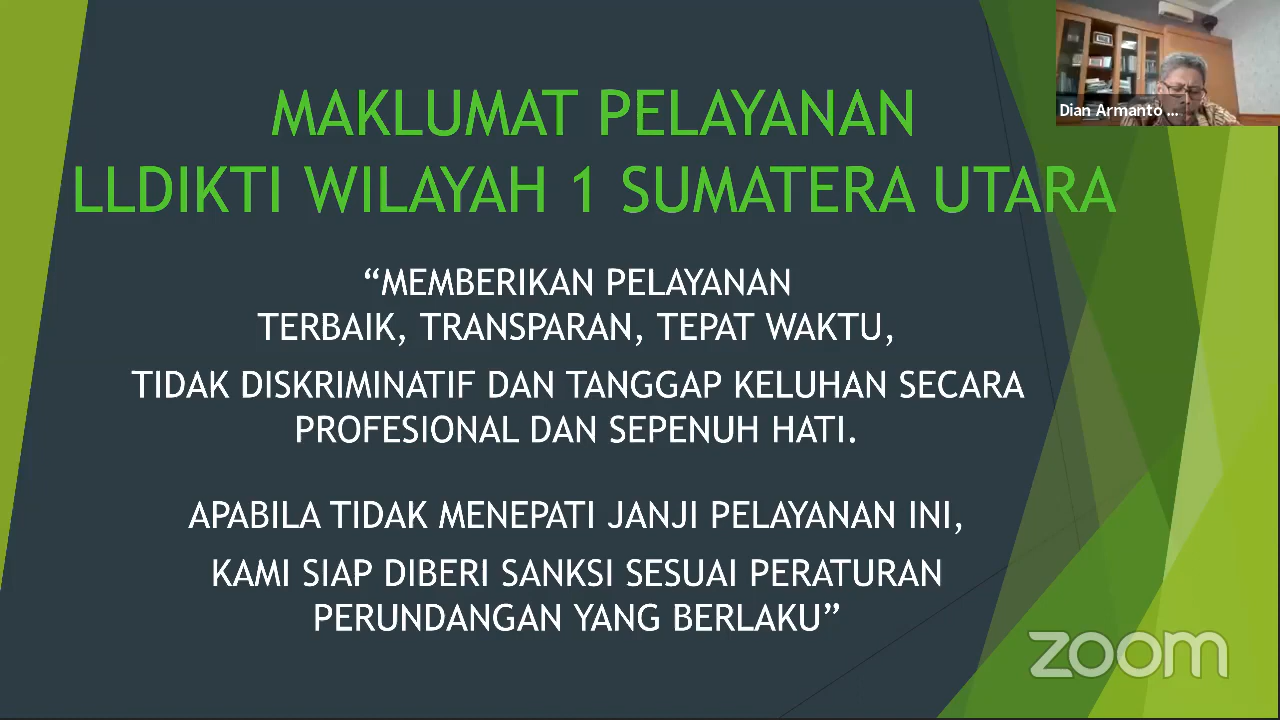 MAKLUMAT PELAYANAN
LLDIKTI WILAYAH 1 SUMATERA UTARA
“MEMBERIKAN PELAYANAN
TERBAIK, TRANSPARAN, TEPAT WAKTU,
TIDAK DISKRIMINATIF DAN TANGGAP KELUHAN SECARA
PROFESIONAL DAN SEPENUH HATI.
APABILA TIDAK MENEPATI JANJI PELAYANAN INI,
KAMI SIAP DIBERI SANKSI SESUAI PERATURAN
PERUNDANGAN YANG BERLAKU”
Dian Armanto ...
zoom